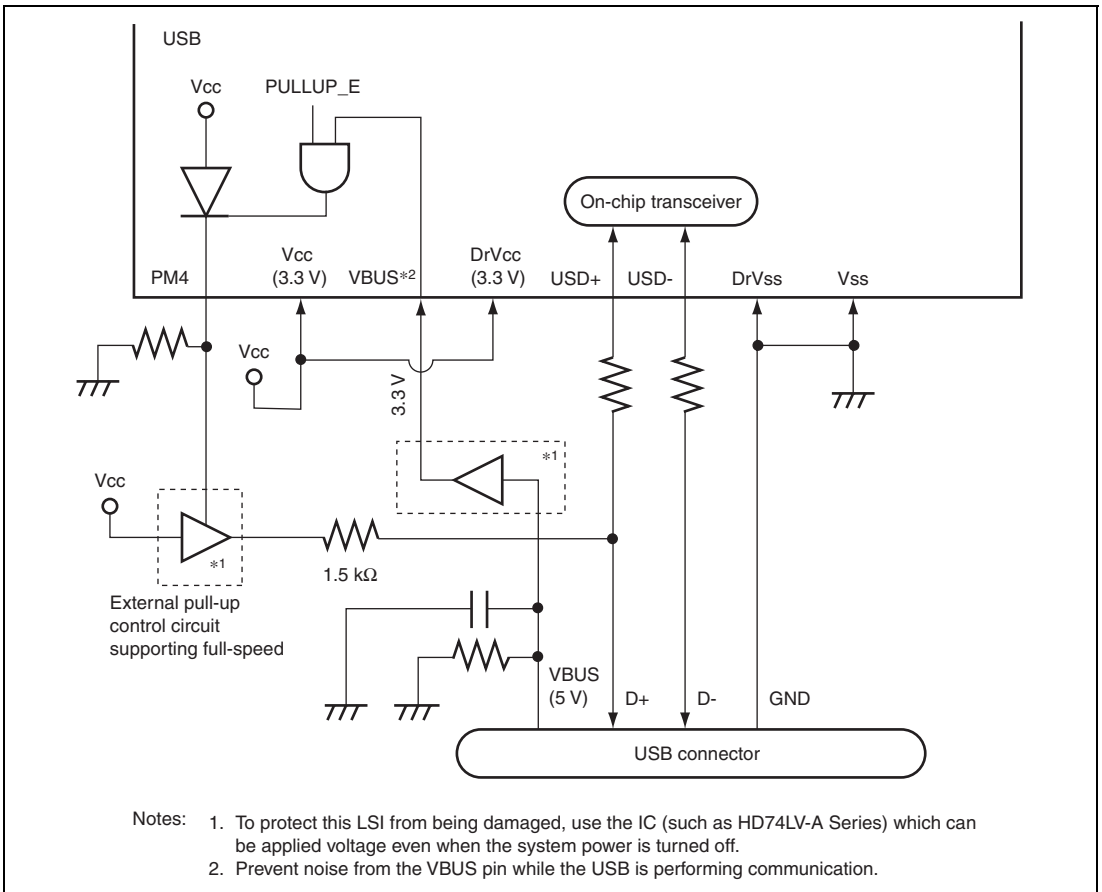 USB
Vcc
PULLUP_E
On-chip transceiver
PM4
Vcc
(3.3 V)
VBUS*2
DrVcc
(3.3 V)
USD+
USD-
DrVss
Vss
Vcc
3.3 V
*1
Vcc
*1
1.5 kΩ
External pull-up
control circuit
supporting full-speed
VBUS
(5 V)
D+
D-
GND
USB connector
Notes: 1. To protect this LSI from being damaged, use the IC (such as HD74LV-A Series) which can
be applied voltage even when the system power is turned off.
2. Prevent noise from the VBUS pin while the USB is performing communication.